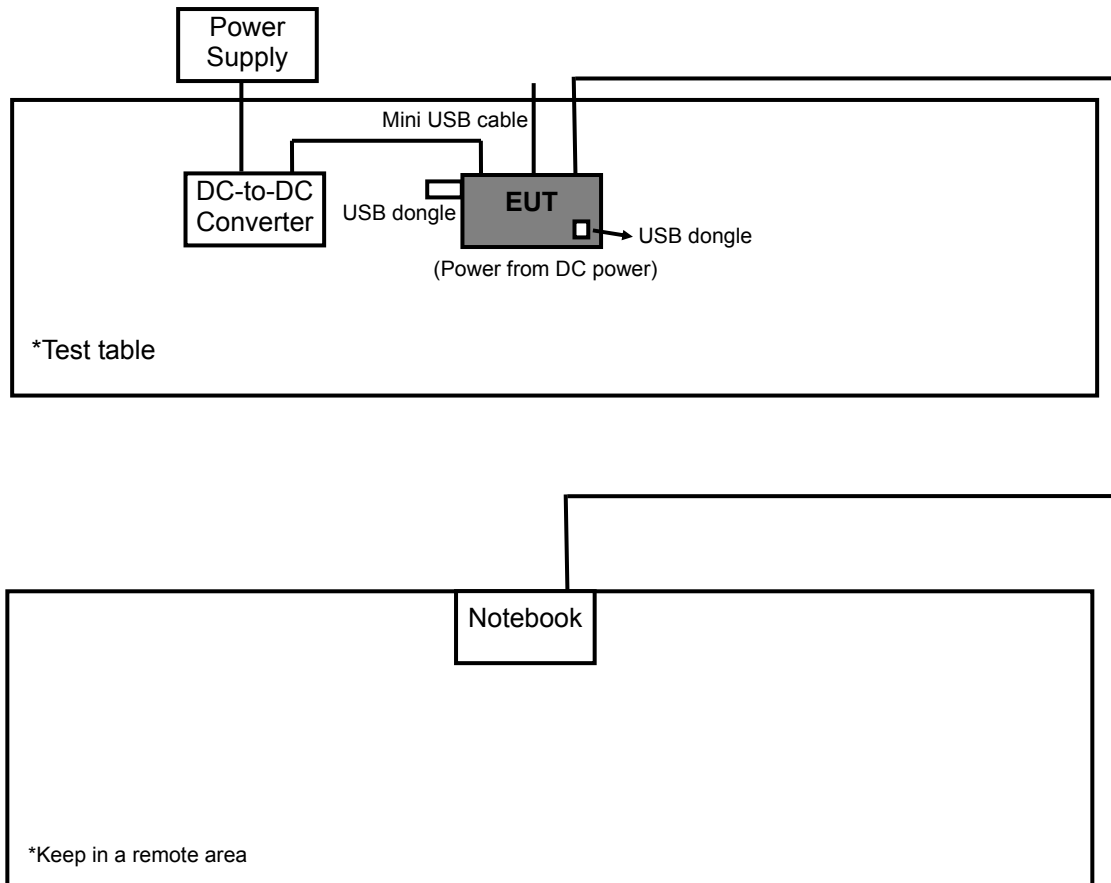 Power
Supply
Mini USB cable
DC-to-DC
Converter
USB dongle
EUT
USB dongle
(Power from DC power)
*Test table
Notebook
*Keep in a remote area